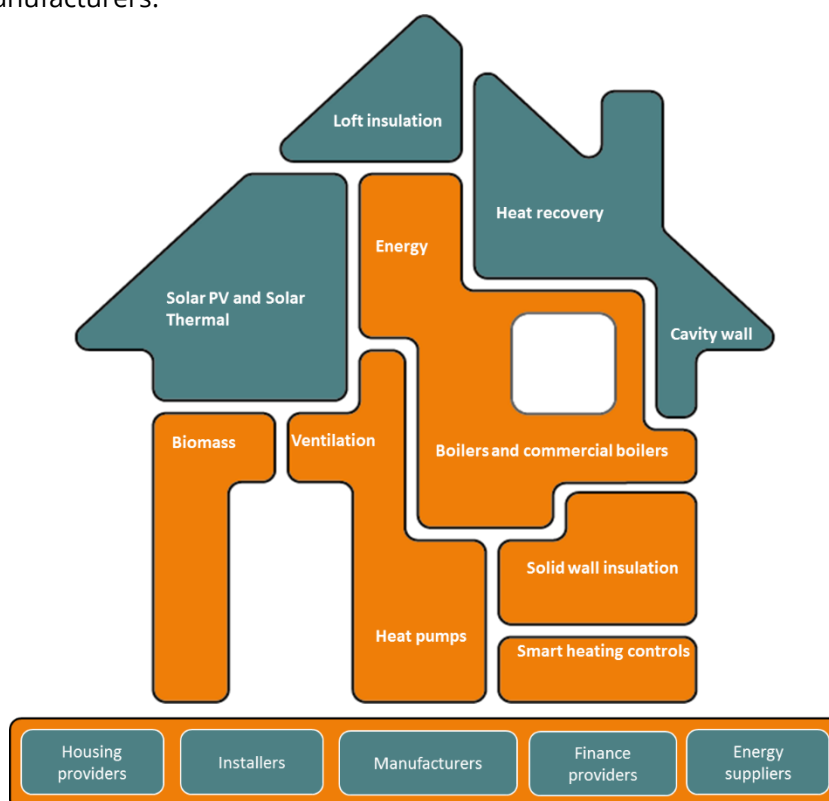 Loft insulation
Heat recovery
Energy
Solar PV and Solar
Thermal
Cavity wall
Biomass
Ventilation
Boilers and commercial boilers
Solid wall insulation
Heat pumps
Smart heating controls
Housing
providers
Installers
Manufacturers
Finance
providers
Energy
suppliers